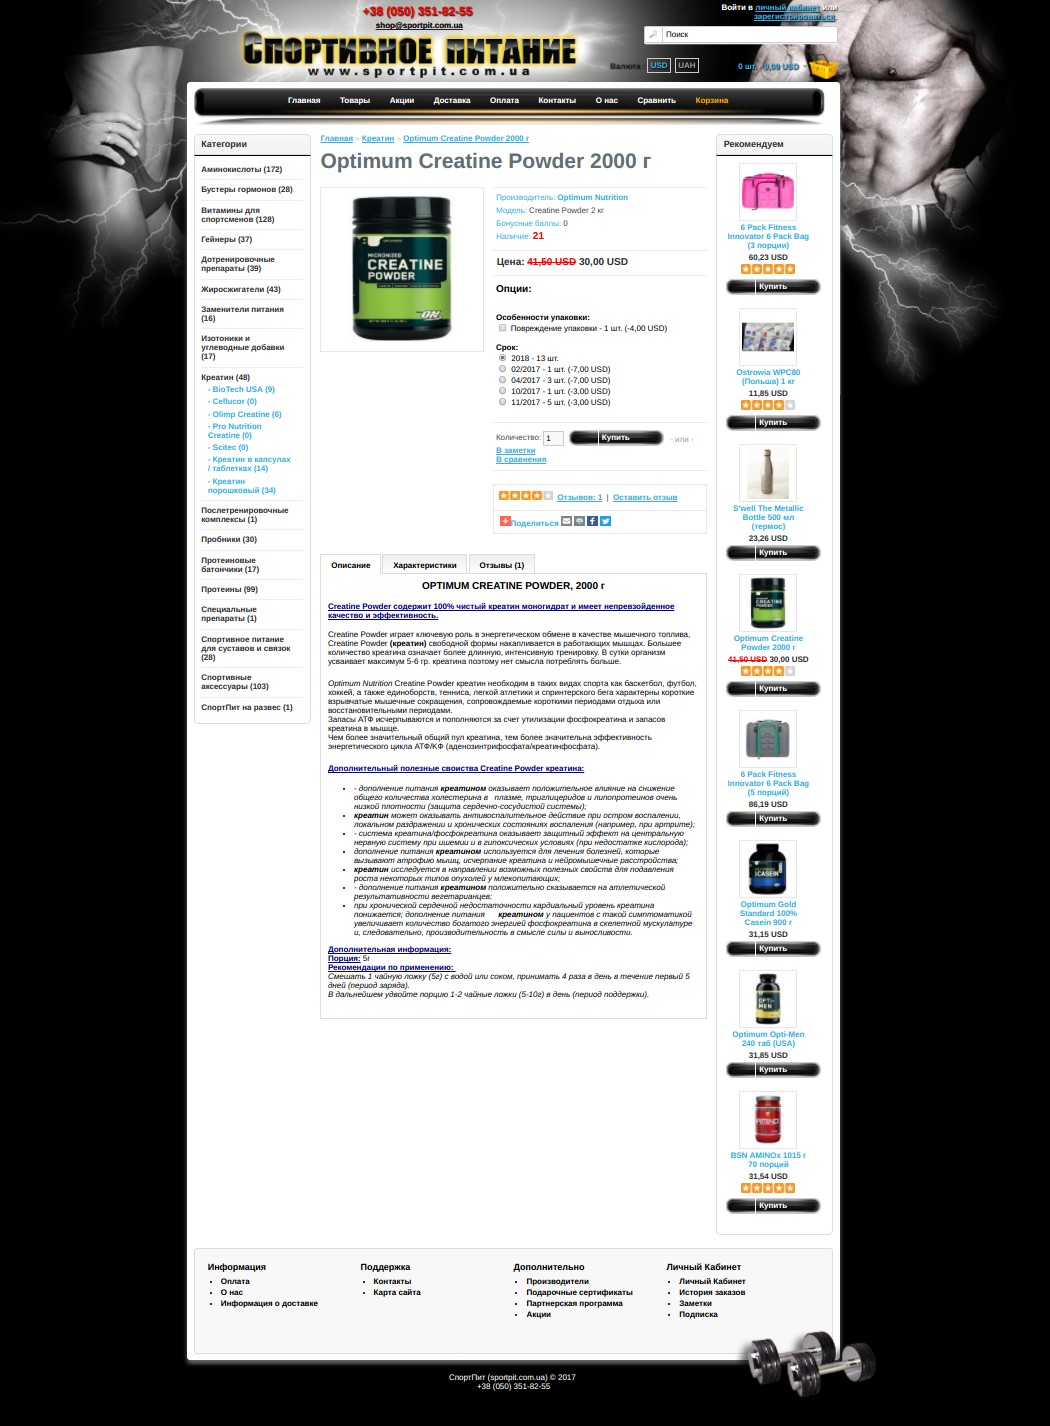 +38 (050) 351-82-55
shop@sportpit.com.ua
Спортивное питание
www.sportpit.com.ua
Войти в личный кабинет или
зарегистрироваться.
Поиск
Валюта
USD
UAH
0 шт. - 0,00 USD
Главная Товары Акции Доставка Оплата Контакты О нас Сравнить Корзина
Категории
Аминокислоты (172)
Бустеры гормонов (28)
Витамины для
спортсменов (128)
Гейнеры (37)
Дотренировочные
препараты (39)
Жиросжигатели (43)
Заменители питания
(16)
Изотоники и
углеводные добавки
(17)
Креатин (48)
- BioTech USA (9)
- Cellucor (0)
- Olimp Creatine (6)
- Pro Nutrition
Creatine (0)
- Scitec (0)
- Креатин в капсулах
/ таблетках (14)
- Креатин
порошковый (34)
Послетренировочные
комплексы (1)
Пробники (30)
Протеиновые
батончики (17)
Протеины (99)
Специальные
препараты (1)
Спортивное питание
для суставов и связок
(28)
Спортивные
аксессуары (103)
СпортПит на развес (1)
Главная » Креатин » Optimum Creatine Powder 2000 г
Optimum Creatine Powder 2000 г
MICRONIZED
CREATINE
POWDER
ON
Производитель: Optimum Nutrition
Модель: Creatine Powder 2 кг
Бонусные баллы: 0
Наличие: 21
Цена: 41,50 USD 30,00 USD
Опции:
Особенности упаковки:
Повреждение упаковки - 1 шт. (-4,00 USD)
Срок:
2018 - 13 шт.
02/2017 - 1 шт. (-7,00 USD)
04/2017 - 3 шт. (-7,00 USD)
10/2017 - 1 шт. (-3,00 USD)
11/2017 - 5 шт. (-3,00 USD)
Количество: 1 Купить - или -
В заметки
В сравнения
Отзывов: 1 | Оставить отзыв
Поделиться
Описание Характеристики Отзывы (1)
OPTIMUM CREATINE POWDER, 2000 г
Creatine Powder содержит 100% чистый креатин моногидрат и имеет непревзойденное
качество и эффективность.
Creatine Powder играет ключевую роль в энергетическом обмене в качестве мышечного топлива,
Creatine Powder (креатин) свободной формы накапливается в работающих мышцах. Большее
количество креатина означает более длинную, интенсивную тренировку. В сутки организм
усваивает максимум 5-6 гр. креатина поэтому нет смысла потреблять больше.
Optimum Nutrition Creatine Powder креатин необходим в таких видах спорта как баскетбол, футбол,
хоккей, а также единоборств, тенниса, легкой атлетики и спринтерского бега характерны короткие
взрывчатые мышечные сокращения, сопровождаемые короткими периодами отдыха или
восстановительными периодами.
Запасы АТФ исчерпываются и пополняются за счет утилизации фосфокреатина и запасов
креатина в мышце.
Чем более значительный общий пул креатина, тем более значительна эффективность
энергетического цикла АТФ/КФ (аденозинтрифосфата/креатинфосфата).
Дополнительный полезные своиства Creatine Powder креатина:
- дополнение питания креатином оказывает положительное влияние на снижение
общего количества холестерина в плазме, триглицеридов и липопротеинов очень
низкой плотности (защита сердечно-сосудистой системы);
креатин может оказывать антивоспалительное действие при остром воспалении,
локальном раздражении и хронических состояниях воспаления (например, при артрите);
- система креатина/фосфокреатина оказывает защитный эффект на центральную
нервную систему при ишемии и в гипоксических условиях (при недостатке кислорода);
дополнение питания креатином используется для лечения болезней, которые
вызывают атрофию мышц, исчерпание креатина и нейромышечные расстройства;
креатин исследуется в направлении возможных полезных свойств для подавления
роста некоторых типов опухолей у млекопитающих;
- дополнение питания креатином положительно сказывается на атлетической
результативности вегетарианцев;
при хронической сердечной недостаточности кардиальный уровень креатина
понижается; дополнение питания креатином у пациентов с такой симптоматикой
увеличивает количество богатого энергией фосфокреатина в скелетной мускулатуре
и, следовательно, производительность в смысле силы и выносливости.
Дополнительная информация:
Порция: 5г
Рекомендации по применению:
Смешать 1 чайную ложку (5г) с водой или соком, принимать 4 раза в день в течение первый 5
дней (период заряда).
В дальнейшем удвойте порцию 1-2 чайные ложки (5-10г) в день (период поддержки).
Рекомендуем
6 Pack Fitness
Innovator 6 Pack Bag
(3 порции)
60,23 USD
Купить
Ostrowia WPC80
(Польша) 1 кг
11,85 USD
Купить
S'well The Metallic
Bottle 500 мл
(термос)
23,26 USD
Купить
Optimum Creatine
Powder 2000 г
41,50 USD 30,00 USD
Купить
6 Pack Fitness
Innovator 6 Pack Bag
(5 порций)
86,19 USD
Купить
CASEIN
Optimum Gold
Standard 100%
Casein 900 г
31,15 USD
Купить
OPTI-
MEN
Optimum Opti-Men
240 таб (USA)
31,85 USD
Купить
BSN AMINOx 1015 г
70 порций
31,54 USD
Купить
Информация
Оплата
О нас
Информация о доставке
Поддержка
Контакты
Карта сайта
Дополнительно
Производители
Подарочные сертификаты
Партнерская программа
Акции
Личный Кабинет
Личный Кабинет
История заказов
Заметки
Подписка
СпортПит (sportpit.com.ua) © 2017
+38 (050) 351-82-55